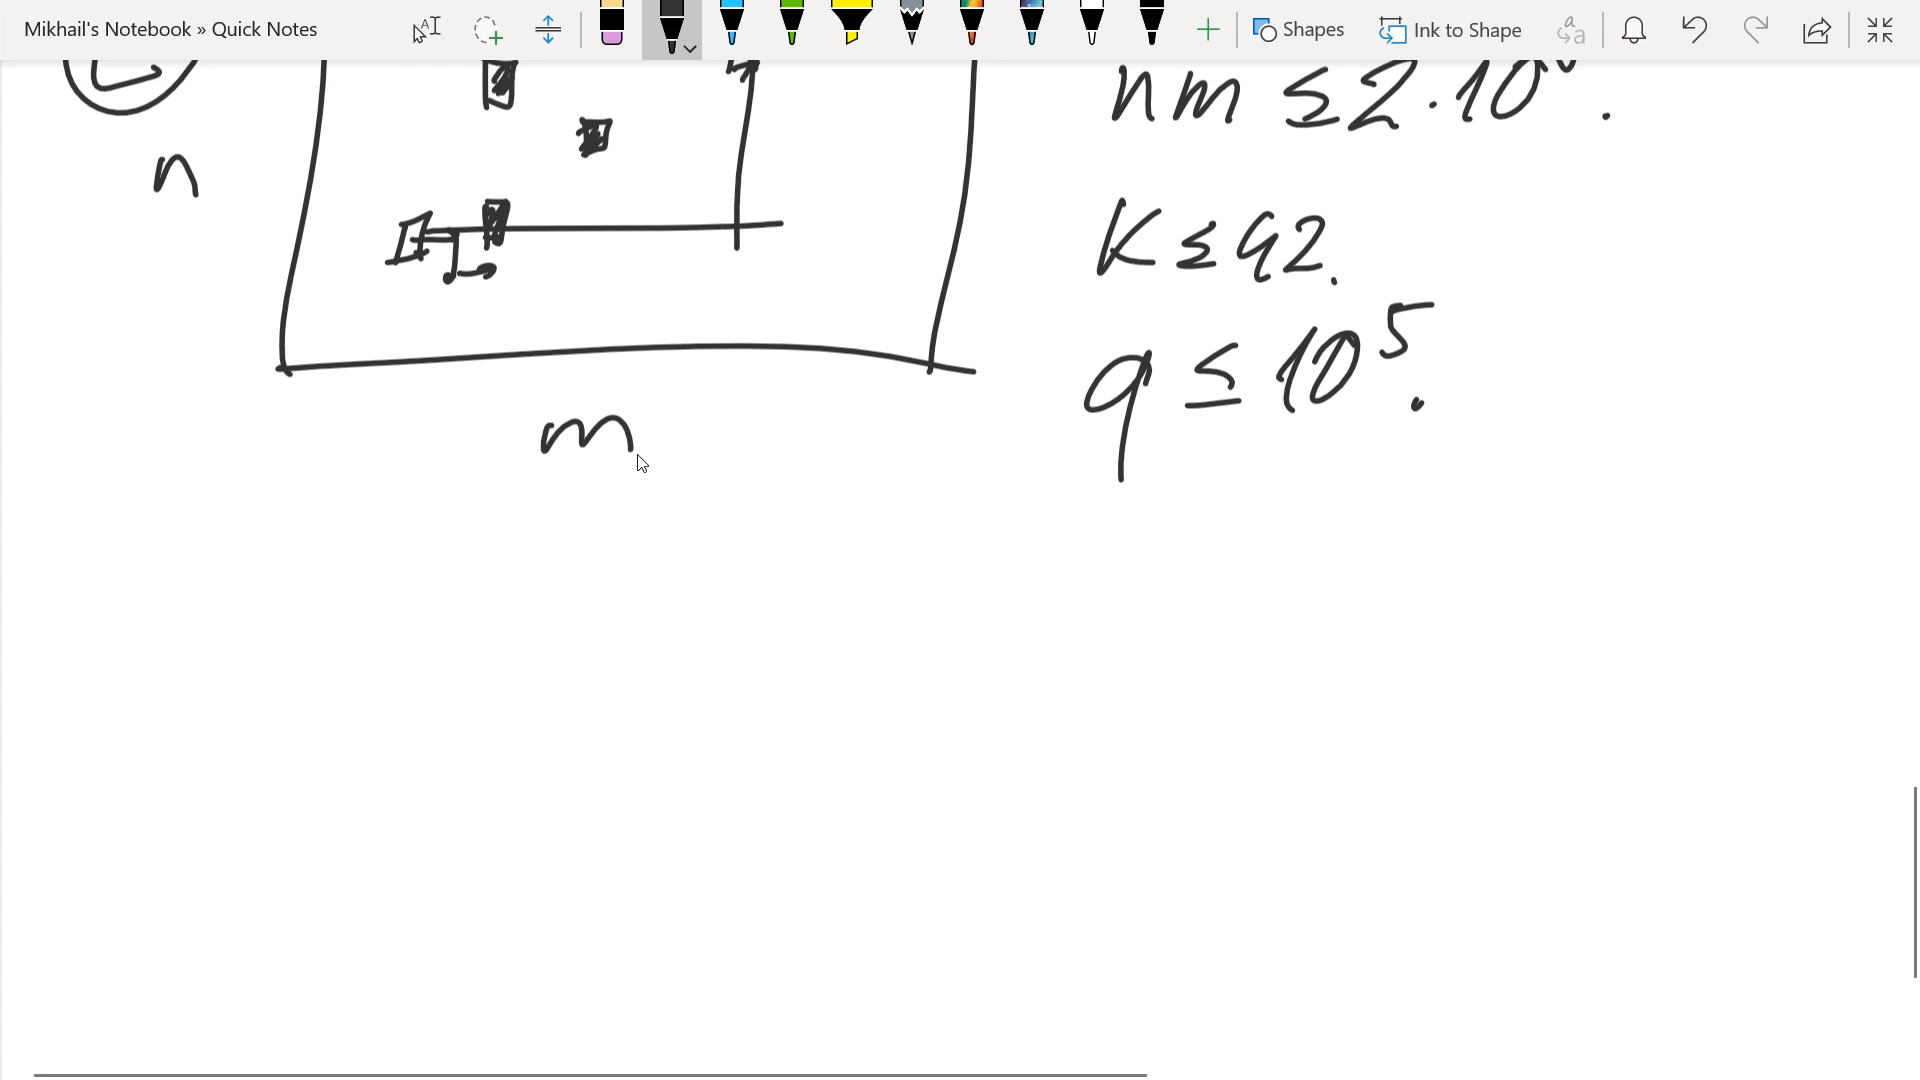 Mikhail's Notebook » Quick Notes
Shapes
Ink to Shape
nm ≤ 2·10 .
n
K ≤ 42.
q ≤ 10⁵.
m